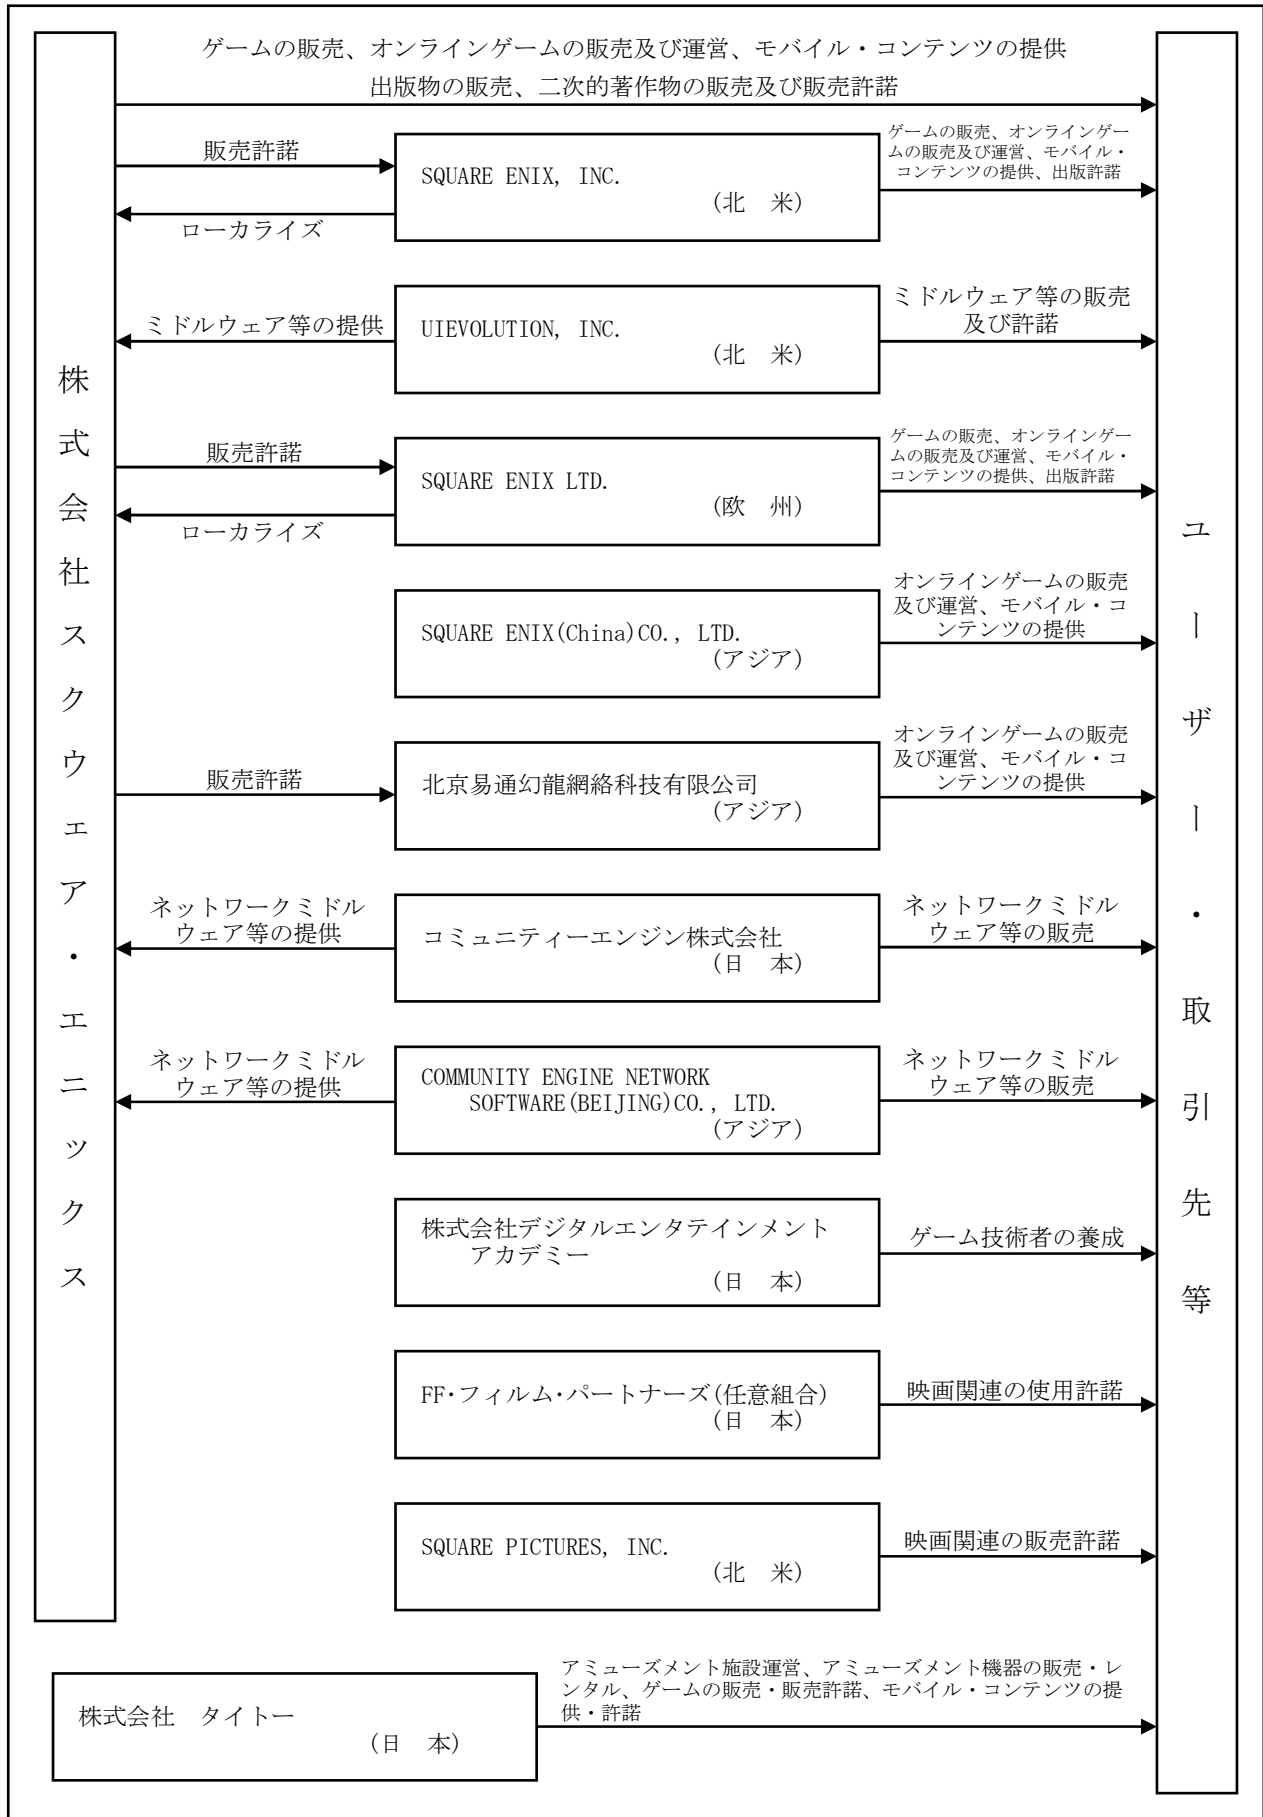 ゲームの販売、オンラインゲームの販売及び運営、モバイル・コンテンツの提供
出版物の販売、二次的著作物の販売及び販売許諾
株式会社スクウェア・エニックス
ユーザー・取引先等
販売許諾
ローカライズ
SQUARE ENIX, INC.
(北　米)
ゲームの販売、オンラインゲー
ムの販売及び運営、モバイル・
コンテンツの提供、出版許諾
ミドルウェア等の提供
UIEVOLUTION, INC.
(北　米)
ミドルウェア等の販売
及び許諾
販売許諾
ローカライズ
SQUARE ENIX LTD.
(欧　州)
ゲームの販売、オンラインゲー
ムの販売及び運営、モバイル・
コンテンツの提供、出版許諾
SQUARE ENIX(China)CO., LTD.
(アジア)
オンラインゲームの販売
及び運営、モバイル・コ
ンテンツの提供
販売許諾
北京易通幻龍網絡科技有限公司
(アジア)
オンラインゲームの販売
及び運営、モバイル・コ
ンテンツの提供
ネットワークミドル
ウェア等の提供
コミュニティーエンジン株式会社
(日　本)
ネットワークミドル
ウェア等の販売
ネットワークミドル
ウェア等の提供
COMMUNITY ENGINE NETWORK
SOFTWARE(BEIJING)CO., LTD.
(アジア)
ネットワークミドル
ウェア等の販売
株式会社デジタルエンタテインメント
アカデミー
(日　本)
ゲーム技術者の養成
FF・フィルム・パートナーズ(任意組合)
(日　本)
映画関連の使用許諾
SQUARE PICTURES, INC.
(北　米)
映画関連の販売許諾
株式会社　タイトー
(日　本)
アミューズメント施設運営、アミューズメント機器の販売・レ
ンタル、ゲームの販売・販売許諾、モバイル・コンテンツの提
供・許諾